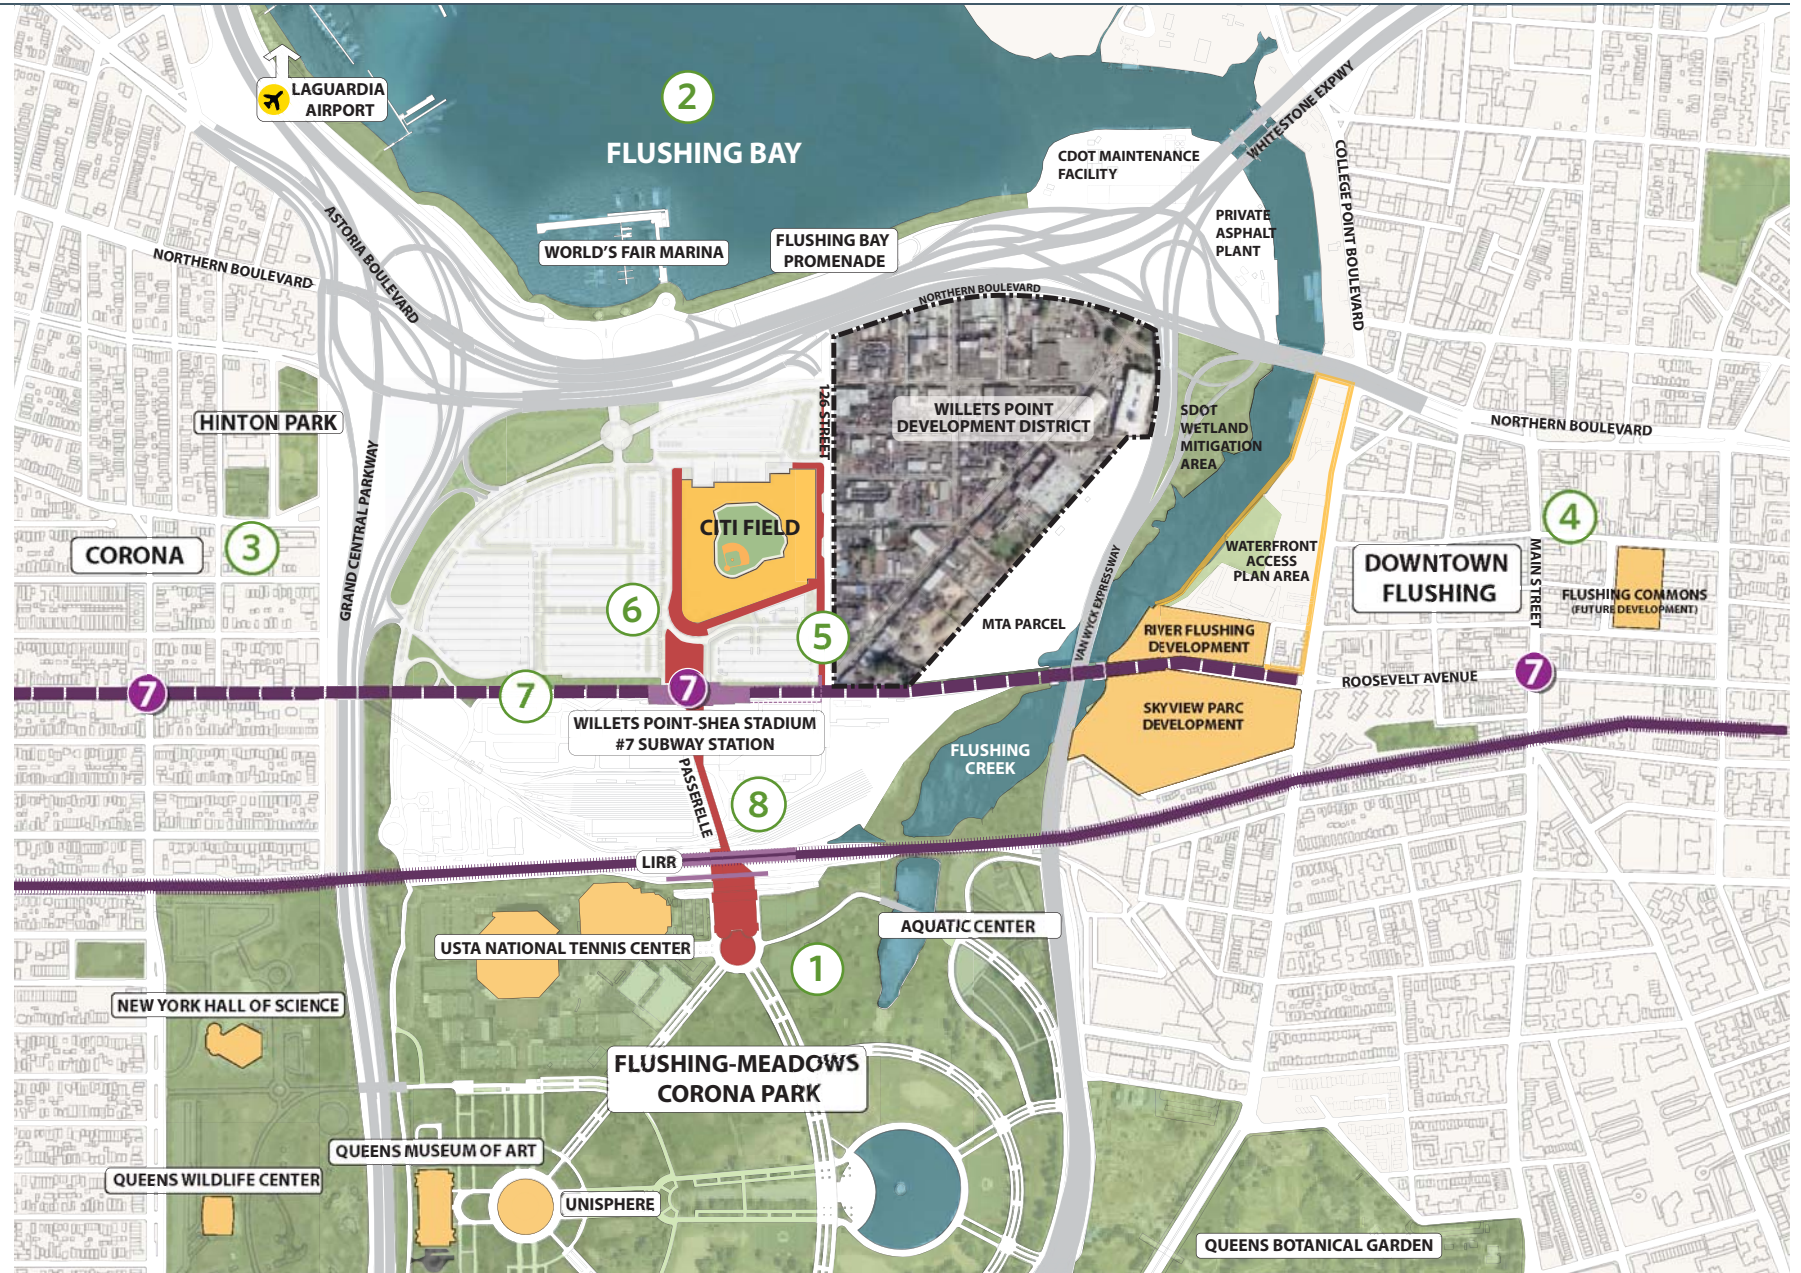 LAGUARDIA
AIRPORT
2
FLUSHING BAY
WHITESTONE EXPWY
CDOT MAINTENANCE
FACILITY
COLLEGE POINT BOULEVARD
PRIVATE
ASPHALT
PLANT
ASTORIA BOULEVARD
NORTHERN BOULEVARD
WORLD'S FAIR MARINA
FLUSHING BAY
PROMENADE
NORTHERN BOULEVARD
HINTON PARK
126 STREET
WILLETS POINT
DEVELOPMENT DISTRICT
SDOT
WETLAND
MITIGATION
AREA
NORTHERN BOULEVARD
GRAND CENTRAL PARKWAY
CORONA
3
CITI FIELD
4
WATERFRONT
ACCESS
PLAN AREA
DOWNTOWN
FLUSHING
MAIN STREET
FLUSHING COMMONS
(FUTURE DEVELOPMENT)
6
5
MTA PARCEL
VAN WYCK EXPRESSWAY
RIVER FLUSHING
DEVELOPMENT
7
7
7
7
ROOSEVELT AVENUE
WILLETS POINT-SHEA STADIUM
#7 SUBWAY STATION
SKYVIEW PARC
DEVELOPMENT
FLUSHING
CREEK
PASSERELLE
8
LIRR
USTA NATIONAL TENNIS CENTER
AQUATIC CENTER
1
NEW YORK HALL OF SCIENCE
FLUSHING-MEADOWS
CORONA PARK
QUEENS MUSEUM OF ART
QUEENS WILDLIFE CENTER
UNISPHERE
QUEENS BOTANICAL GARDEN